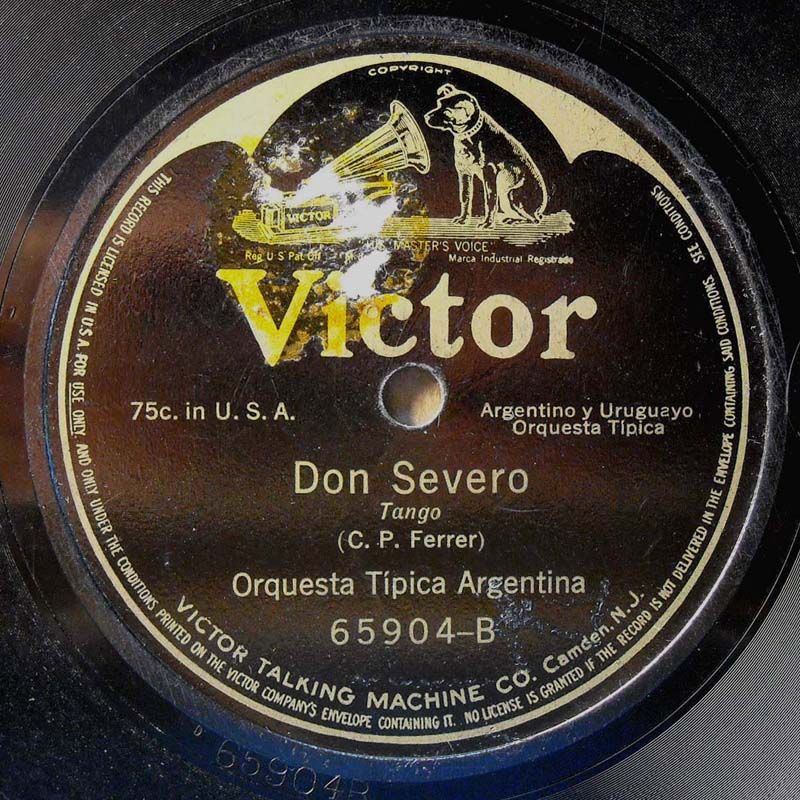 COPYRIGHT
VICTOR
"HIS MASTER'S VOICE"
Reg. U S Pat. Off
Marca Industrial Registrada
Victor
75c. in U. S. A.
Argentino y Uruguayo
Orquesta Típica
Don Severo
Tango
(C. P. Ferrer)
Orquesta Típica Argentina
65904-B
VICTOR TALKING MACHINE CO. Camden, N.J.
THIS RECORD IS LICENSED IN U.S.A. FOR USE ONLY, AND ONLY UNDER THE CONDITIONS PRINTED ON THE VICTOR COMPANY'S ENVELOPE CONTAINING IT. NO LICENSE IS GRANTED IF THE RECORD IS NOT DELIVERED IN THE ENVELOPE CONTAINING SAID CONDITIONS. SEE CONDITIONS
65904B